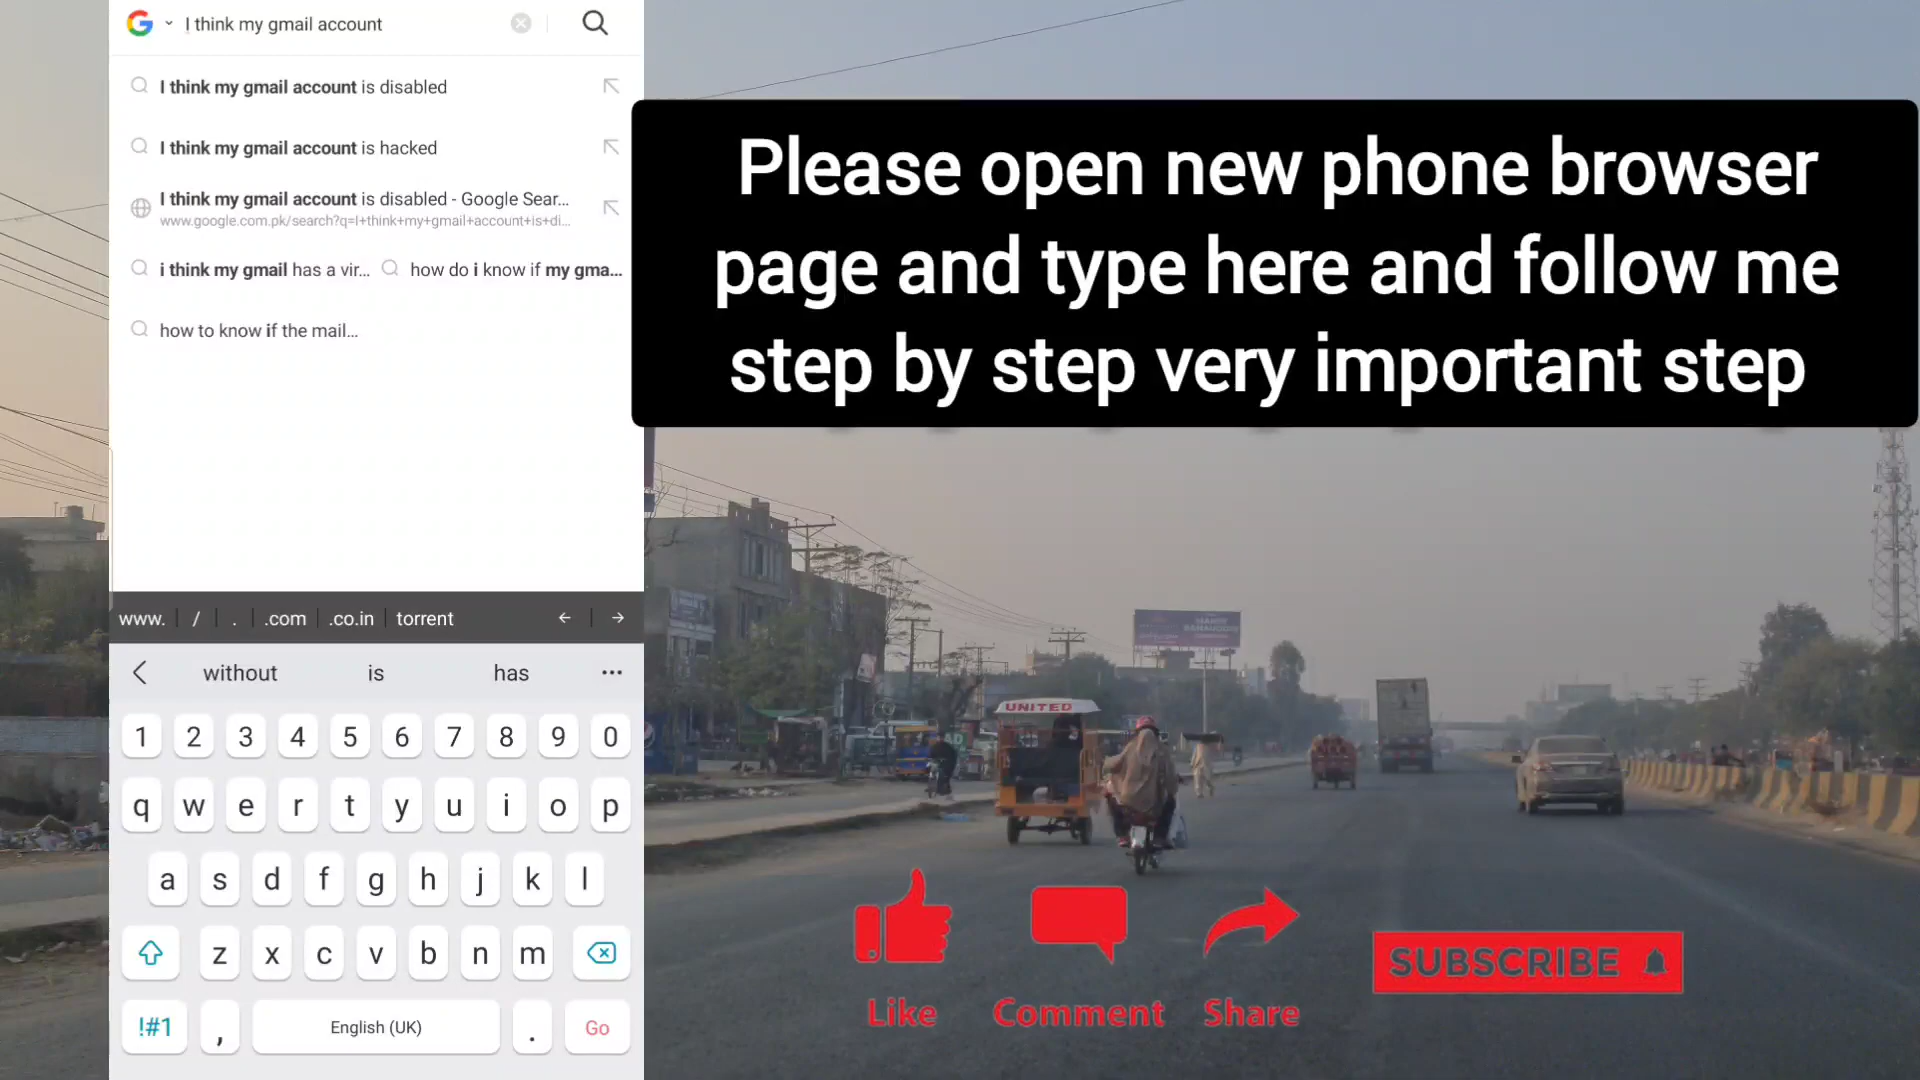 I think my gmail account
I think my gmail account is disabled
I think my gmail account is hacked
I think my gmail account is disabled - Google Sear...
www.google.com.pk/search?q=I+think+my+gmail+account+is+di...
i think my gmail has a vir... how do i know if my gma...
how to know if the mail...
www. / . .com .co.in torrent
without is has
1 2 3 4 5 6 7 8 9 0
q w e r t y u i o p
a s d f g h j k l
z x c v b n m
!#1 , English (UK) . Go
Please open new phone browser
page and type here and follow me
step by step very important step
UNITED
SUBSCRIBE
Like Comment Share